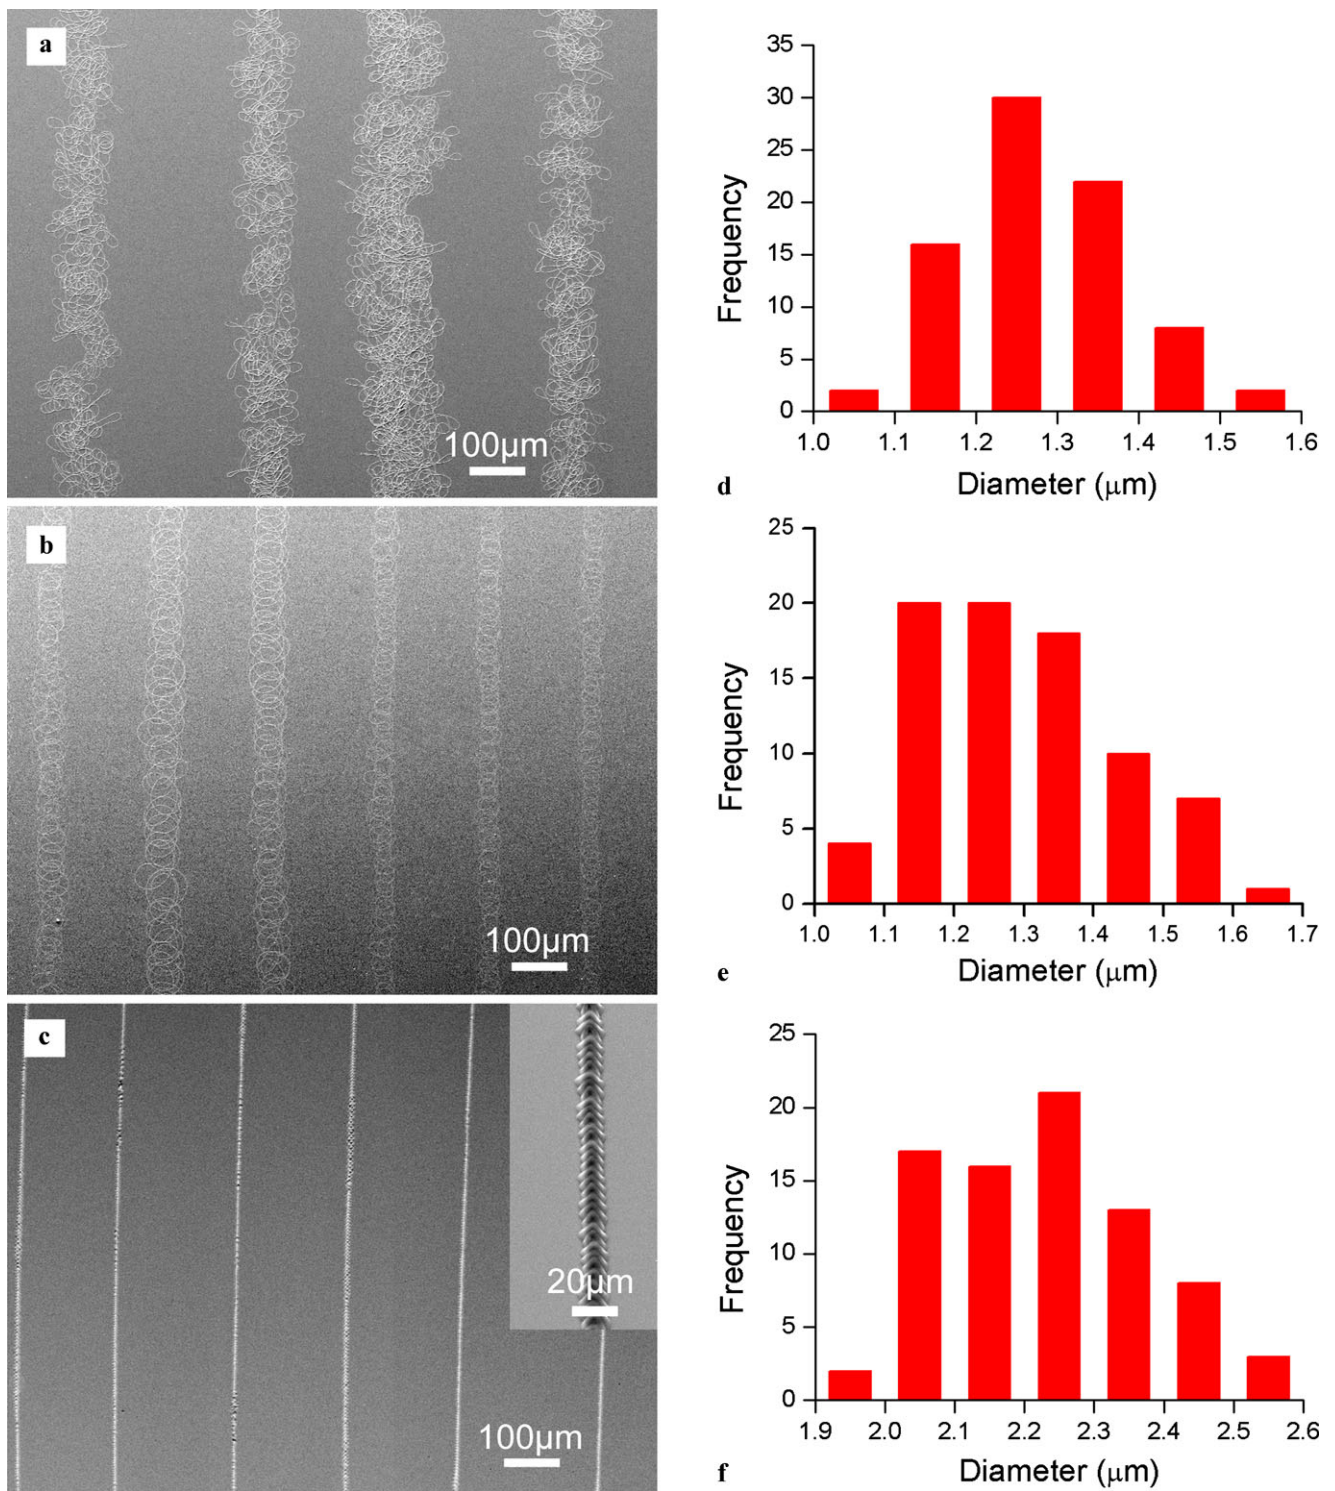 a
100μm
b
100μm
c
20μm
100μm
35
30
25
20
15
10
5
0
Frequency
1.0 1.1 1.2 1.3 1.4 1.5 1.6
d Diameter (μm)
25
20
15
10
5
0
Frequency
1.0 1.1 1.2 1.3 1.4 1.5 1.6 1.7
e Diameter (μm)
25
20
15
10
5
0
Frequency
1.9 2.0 2.1 2.2 2.3 2.4 2.5 2.6
f Diameter (μm)